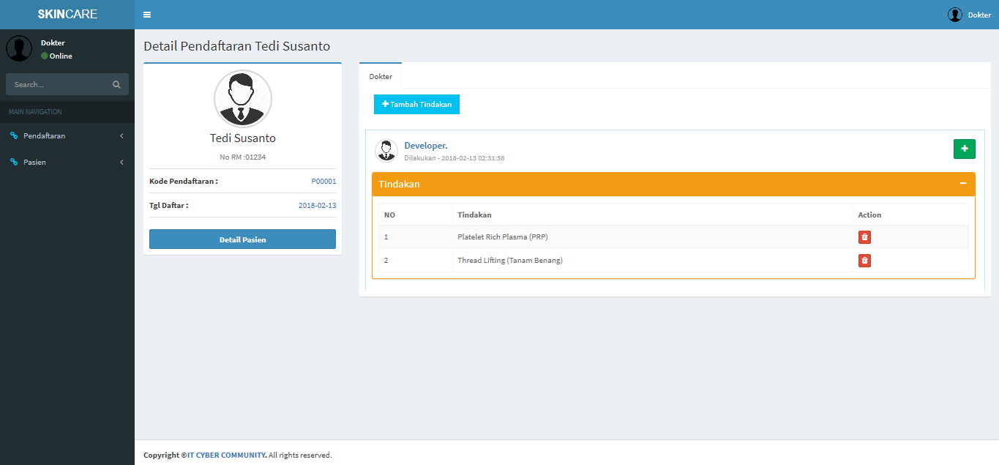 SKINCARE
Dokter
Dokter
Online
Search...
MAIN NAVIGATION
Pendaftaran
Pasien
Detail Pendaftaran Tedi Susanto
Tedi Susanto
No RM :01234
Kode Pendaftaran : P00001
Tgl Daftar : 2018-02-13
Detail Pasien
Dokter
Tambah Tindakan
Developer.
Dilakukan - 2018-02-13 02:31:58
Tindakan
NO Tindakan Action
1 Platelet Rich Plasma (PRP)
2 Thread Lifting (Tanam Benang)
Copyright ©IT CYBER COMMUNITY. All rights reserved.